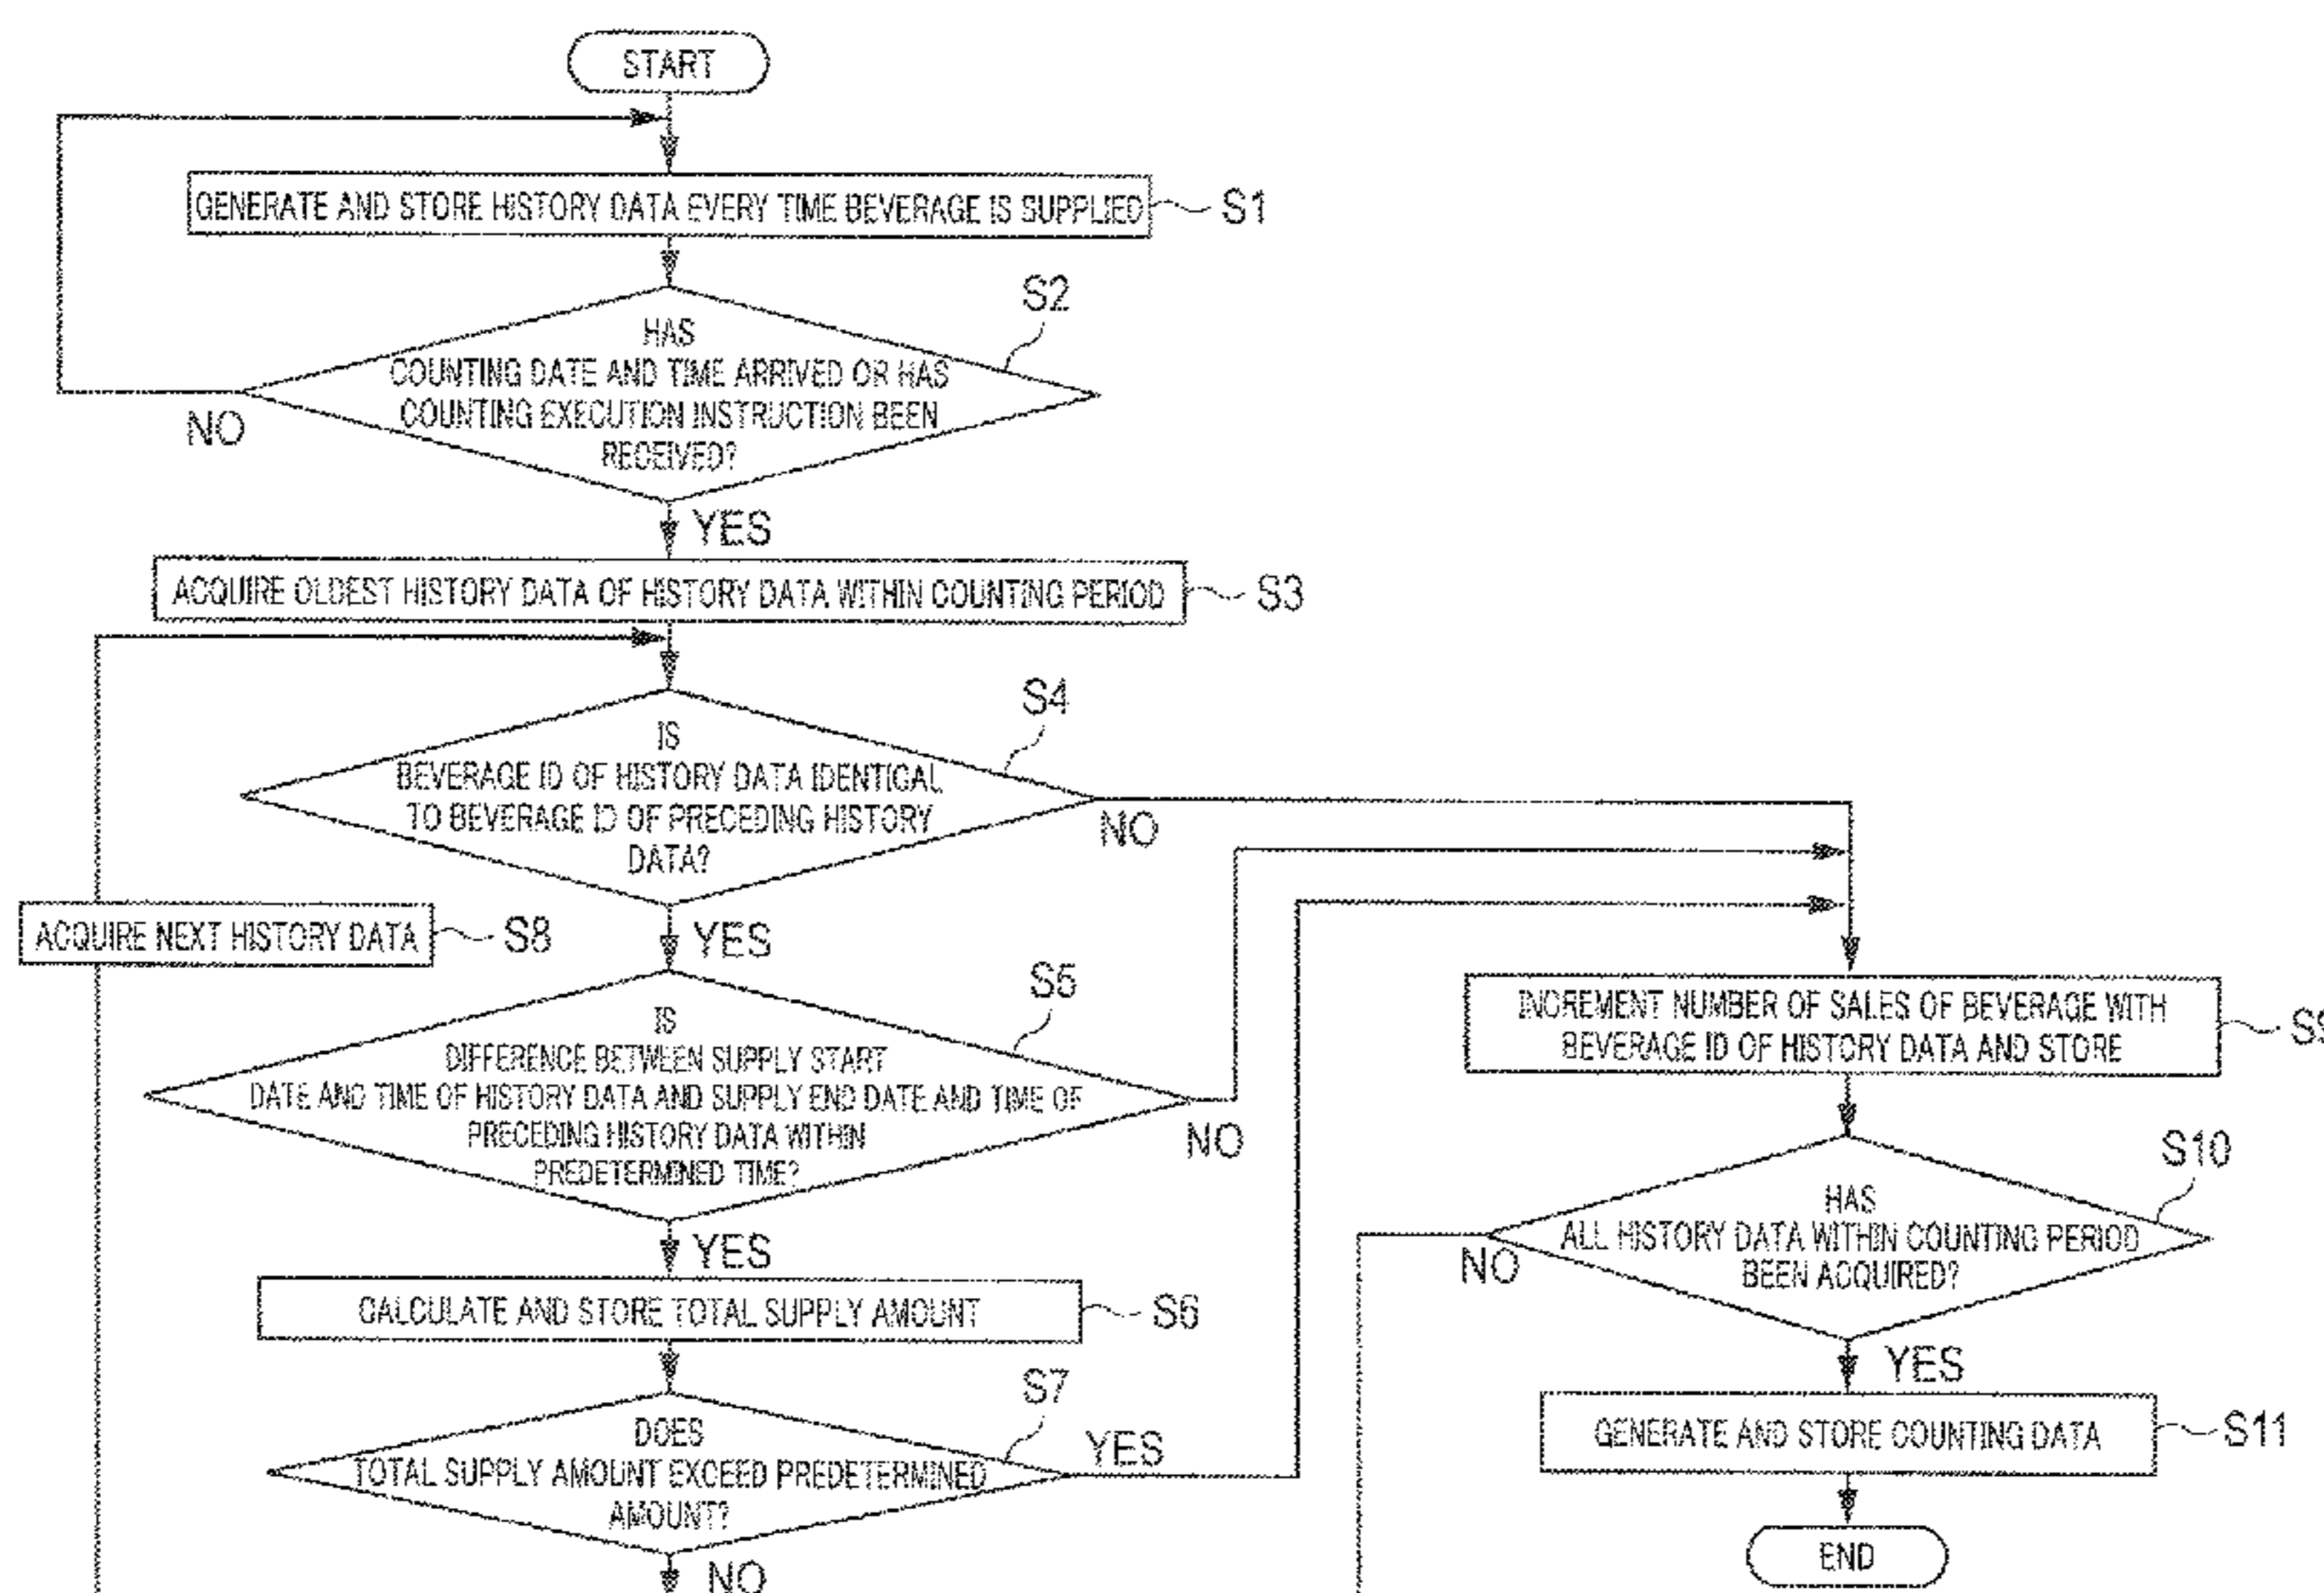 START
GENERATE AND STORE HISTORY DATA EVERY TIME BEVERAGE IS SUPPLIED
S1
S2
HAS
COUNTING DATE AND TIME ARRIVED OR HAS
COUNTING EXECUTION INSTRUCTION BEEN
RECEIVED?
NO
YES
ACQUIRE OLDEST HISTORY DATA OF HISTORY DATA WITHIN COUNTING PERIOD
S3
S4
IS
BEVERAGE ID OF HISTORY DATA IDENTICAL
TO BEVERAGE ID OF PRECEDING HISTORY
DATA?
NO
YES
ACQUIRE NEXT HISTORY DATA
S8
S5
IS
DIFFERENCE BETWEEN SUPPLY START
DATE AND TIME OF HISTORY DATA AND SUPPLY END DATE AND TIME OF
PRECEDING HISTORY DATA WITHIN
PREDETERMINED TIME?
NO
YES
CALCULATE AND STORE TOTAL SUPPLY AMOUNT
S6
S7
DOES
TOTAL SUPPLY AMOUNT EXCEED PREDETERMINED
AMOUNT?
YES
NO
INCREMENT NUMBER OF SALES OF BEVERAGE WITH
BEVERAGE ID OF HISTORY DATA AND STORE
S9
S10
HAS
ALL HISTORY DATA WITHIN COUNTING PERIOD
BEEN ACQUIRED?
NO
YES
GENERATE AND STORE COUNTING DATA
S11
END